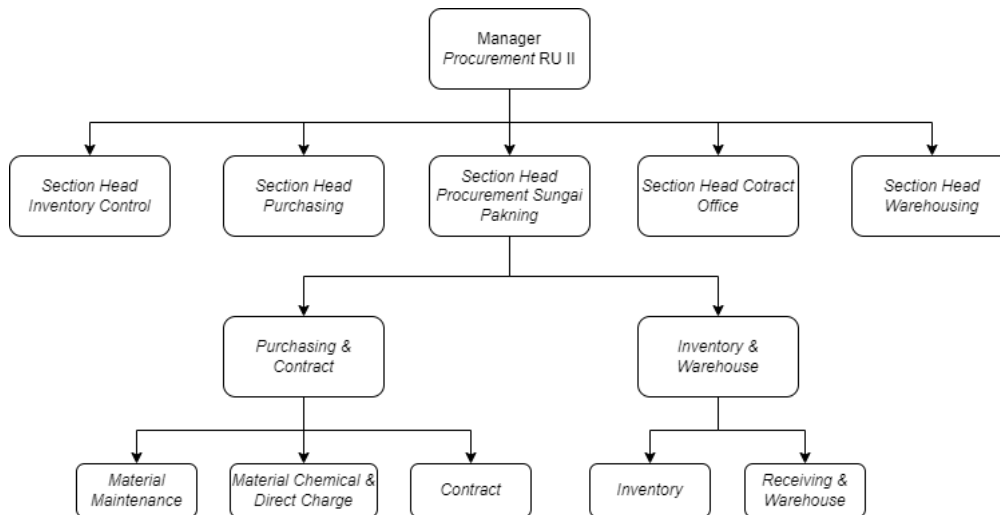 Manager
Procurement RU II
Section Head
Inventory Control
Section Head
Purchasing
Section Head
Procurement Sungai
Pakning
Section Head Cotract
Office
Section Head
Warehousing
Purchasing &
Contract
Inventory &
Warehouse
Material
Maintenance
Material Chemical &
Direct Charge
Contract
Inventory
Receiving &
Warehouse